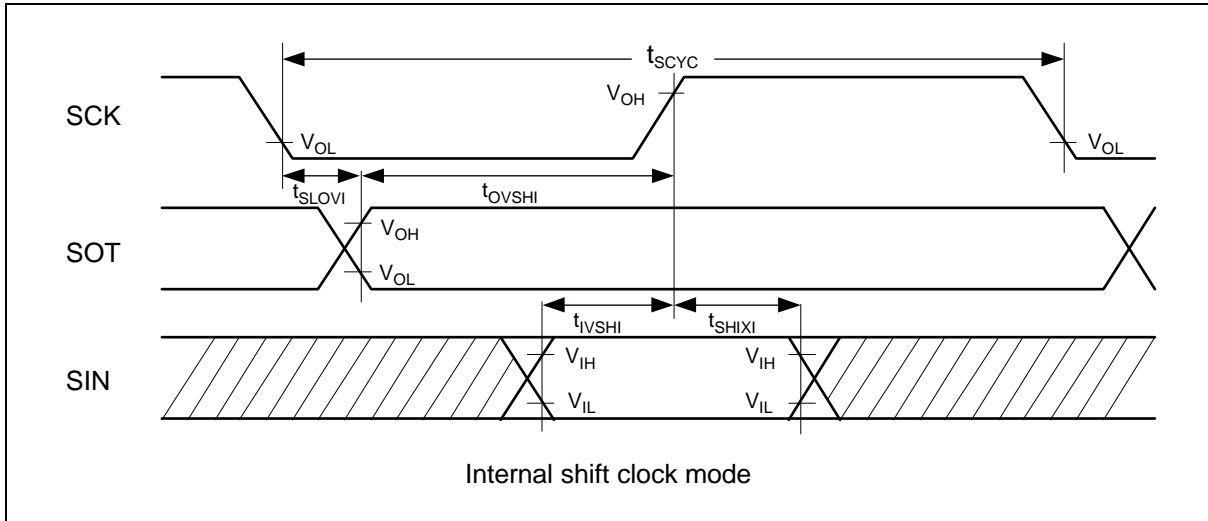 tSCYC
SCK
VOH
VOL
VOL
tSLOVI
tOVSHI
SOT
VOH
VOL
tIVSHI
tSHIXI
SIN
VIH
VIH
VIL
VIL
Internal shift clock mode